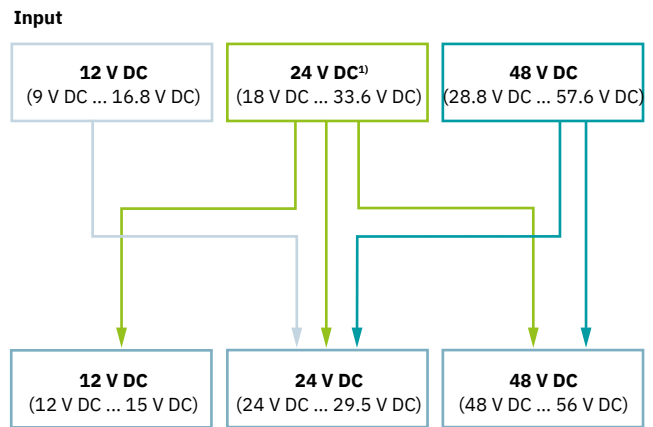 Input
12 V DC
(9 V DC ... 16.8 V DC)
24 V DC¹⁾
(18 V DC ... 33.6 V DC)
48 V DC
(28.8 V DC ... 57.6 V DC)
12 V DC
(12 V DC ... 15 V DC)
24 V DC
(24 V DC ... 29.5 V DC)
48 V DC
(48 V DC ... 56 V DC)